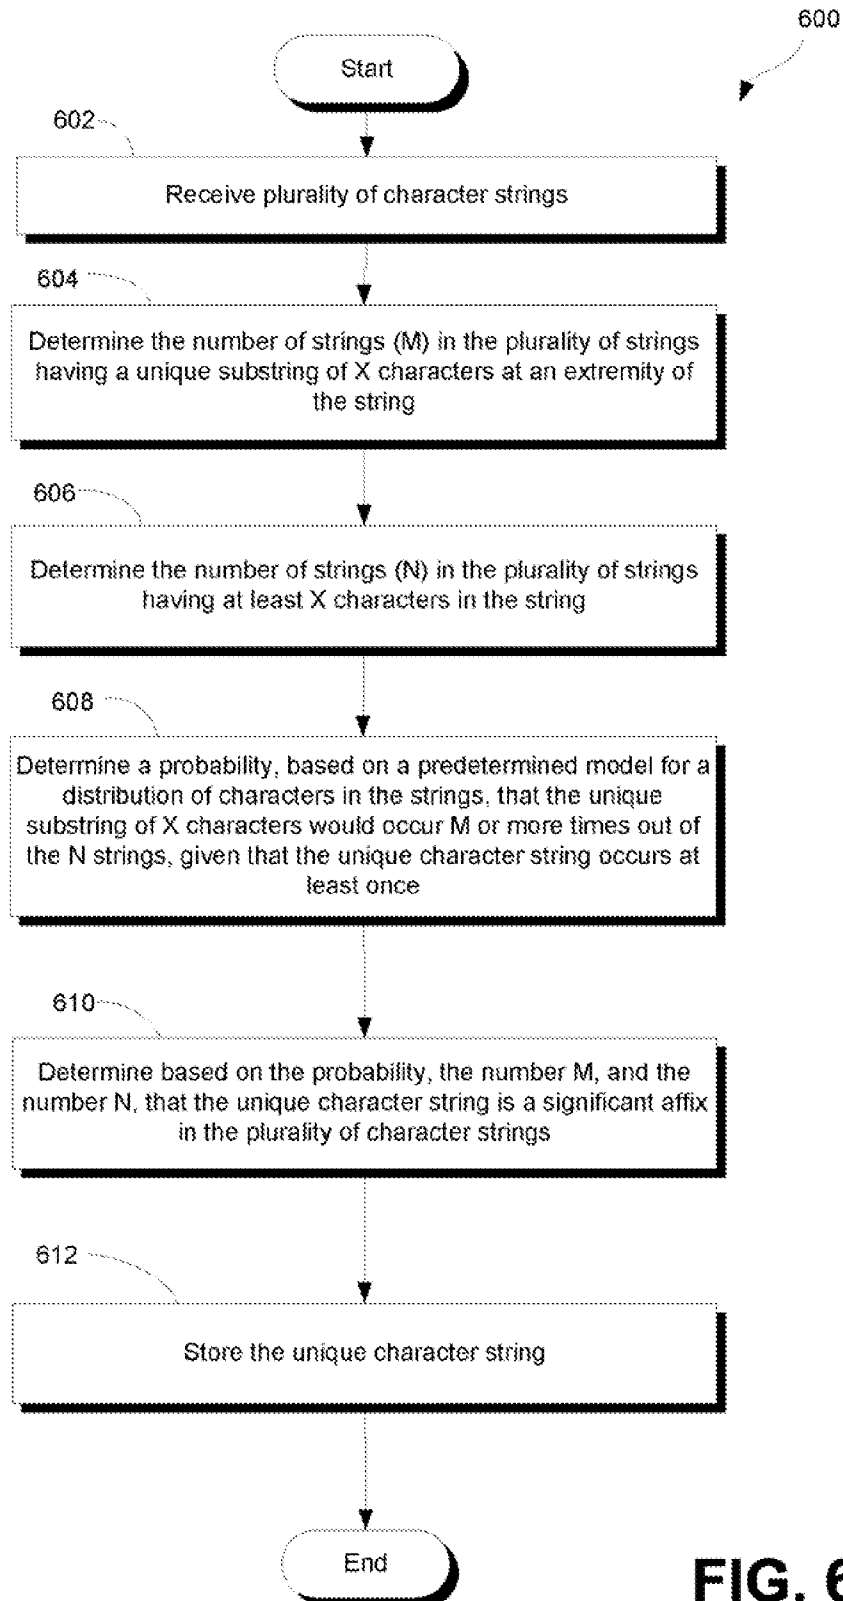 600
Start
602
Receive plurality of character strings
604
Determine the number of strings (M) in the plurality of strings
having a unique substring of X characters at an extremity of
the string
606
Determine the number of strings (N) in the plurality of strings
having at least X characters in the string
608
Determine a probability, based on a predetermined model for a
distribution of characters in the strings, that the unique
substring of X characters would occur M or more times out of
the N strings, given that the unique character string occurs at
least once
610
Determine based on the probability, the number M, and the
number N, that the unique character string is a significant affix
in the plurality of character strings
612
Store the unique character string
End
FIG. 6